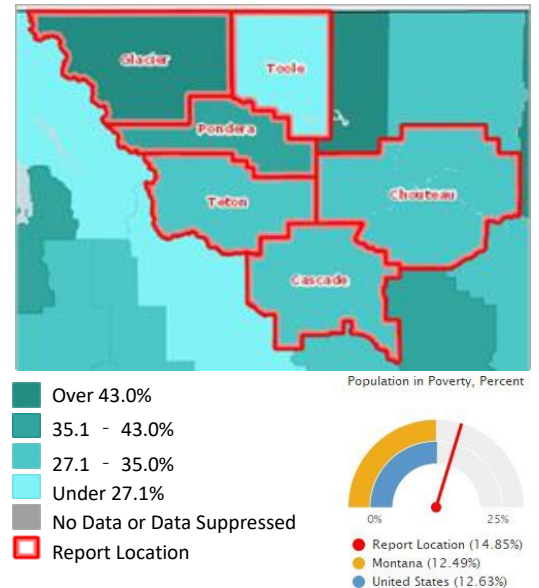 Glacier
Toole
Pondera
Teton
Chouteau
Cascade
Population in Poverty, Percent
Over 43.0%
35.1 - 43.0%
27.1 - 35.0%
Under 27.1%
No Data or Data Suppressed
Report Location
0%
25%
Report Location (14.85%)
Montana (12.49%)
United States (12.63%)